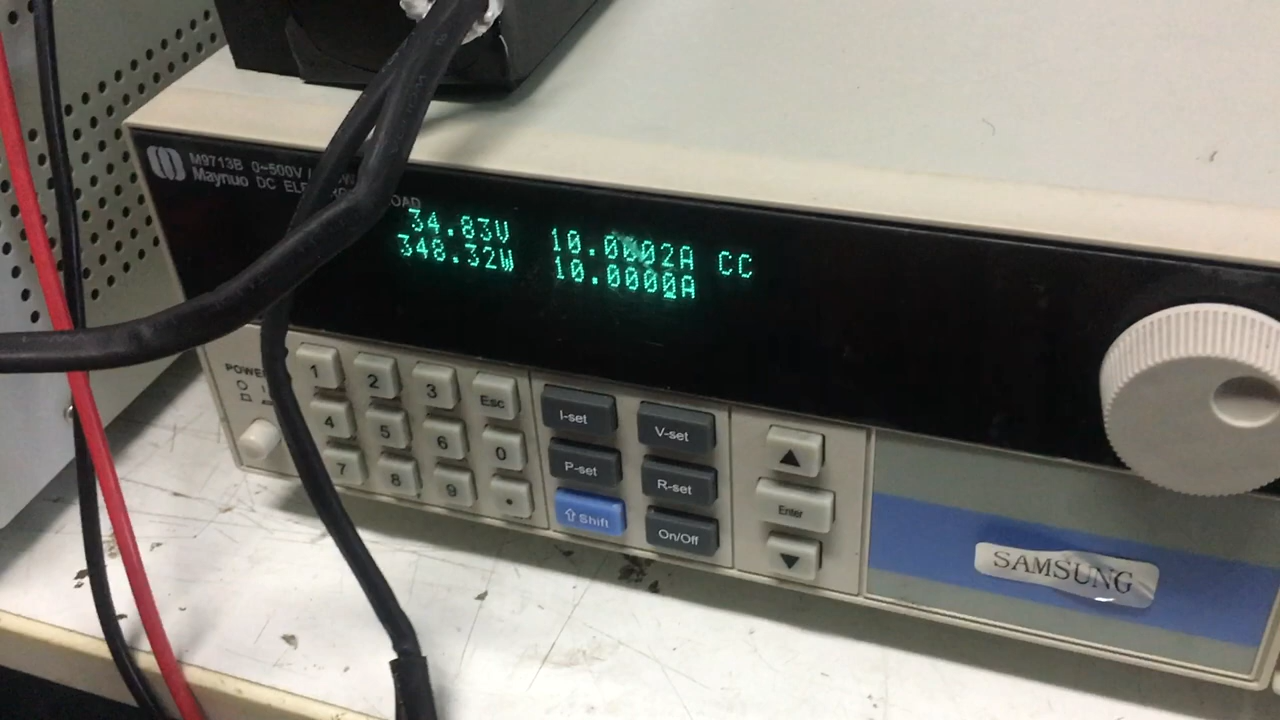 M9713B 0~500V /
Maynuo DC
OAD
34.83V 10.0002A CC
348.32W 10.0000A
POWER
1 2 3 Esc
4 5 6 0
7 8 9 .
I-set V-set
P-set R-set
⇧Shift On/Off
▲
Enter
▼
SAMSUNG